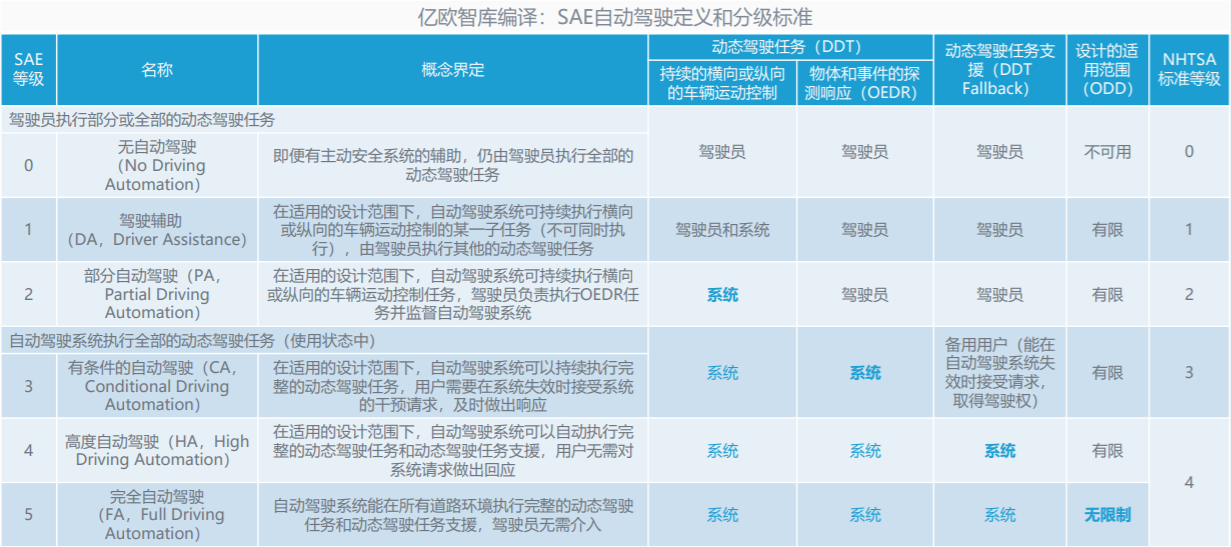 亿欧智库编译：SAE自动驾驶定义和分级标准
SAE
等级
名称
概念界定
动态驾驶任务（DDT）
持续的横向或纵向
的车辆运动控制
物体和事件的探
测响应（OEDR）
动态驾驶任务支
援（DDT
Fallback）
设计的适
用范围
（ODD）
NHTSA
标准等级
驾驶员执行部分或全部的动态驾驶任务
0
无自动驾驶
（No Driving
Automation）
即便有主动安全系统的辅助，仍由驾驶员执行全部的
动态驾驶任务
驾驶员
驾驶员
驾驶员
不可用
0
1
驾驶辅助
（DA，Driver Assistance）
在适用的设计范围下，自动驾驶系统可持续执行横向
或纵向的车辆运动控制的某一子任务（不可同时执
行），由驾驶员执行其他的动态驾驶任务
驾驶员和系统
驾驶员
驾驶员
有限
1
2
部分自动驾驶（PA，
Partial Driving
Automation）
在适用的设计范围下，自动驾驶系统可持续执行横向
或纵向的车辆运动控制任务，驾驶员负责执行OEDR任
务并监督自动驾驶系统
系统
驾驶员
驾驶员
有限
2
自动驾驶系统执行全部的动态驾驶任务（使用状态中）
3
有条件的自动驾驶（CA，
Conditional Driving
Automation）
在适用的设计范围下，自动驾驶系统可以持续执行完
整的动态驾驶任务，用户需要在系统失效时接受系统
的干预请求，及时做出响应
系统
系统
备用用户（能在
自动驾驶系统失
效时接受请求，
取得驾驶权）
有限
3
4
高度自动驾驶（HA，High
Driving Automation）
在适用的设计范围下，自动驾驶系统可以自动执行完
整的动态驾驶任务和动态驾驶任务支援，用户无需对
系统请求做出回应
系统
系统
系统
有限
4
5
完全自动驾驶
（FA，Full Driving
Automation）
自动驾驶系统能在所有道路环境执行完整的动态驾驶
任务和动态驾驶任务支援，驾驶员无需介入
系统
系统
系统
无限制